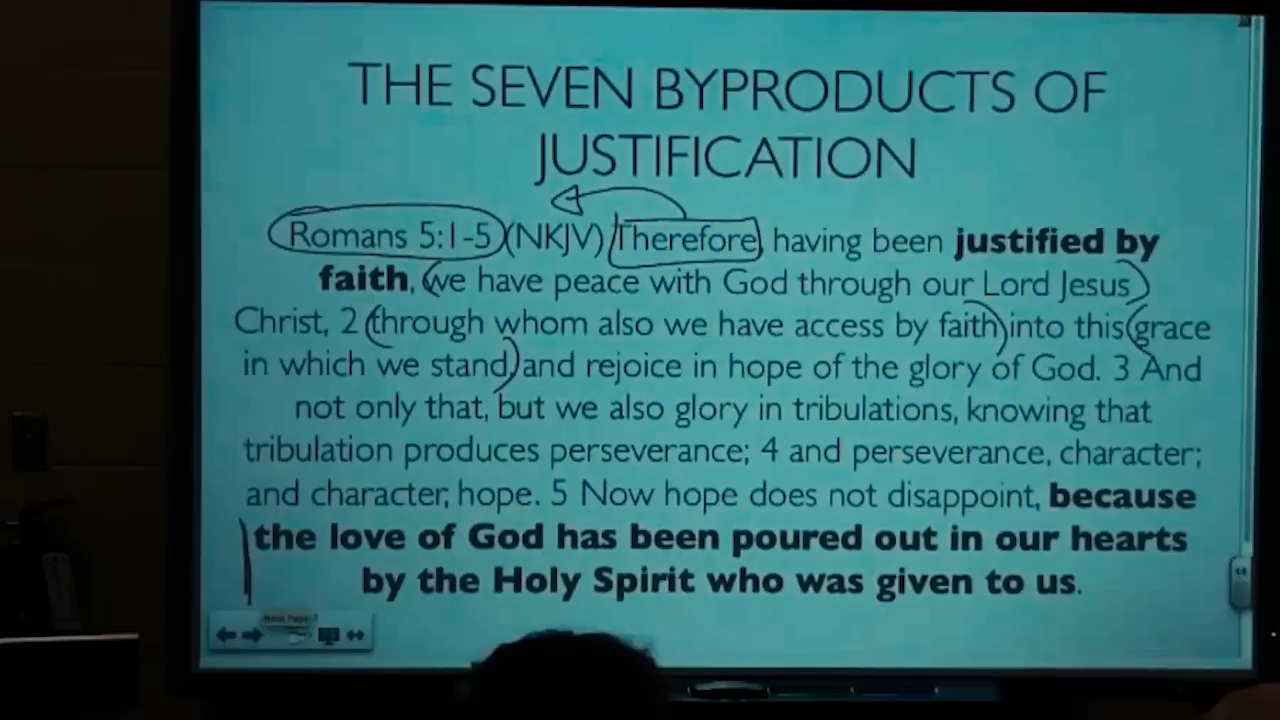 THE SEVEN BYPRODUCTS OF
JUSTIFICATION
Romans 5:1-5 (NKJV) Therefore, having been justified by
faith, we have peace with God through our Lord Jesus
Christ, 2 through whom also we have access by faith into this grace
in which we stand, and rejoice in hope of the glory of God. 3 And
not only that, but we also glory in tribulations, knowing that
tribulation produces perseverance; 4 and perseverance, character;
and character, hope. 5 Now hope does not disappoint, because
the love of God has been poured out in our hearts
by the Holy Spirit who was given to us.
Next Page